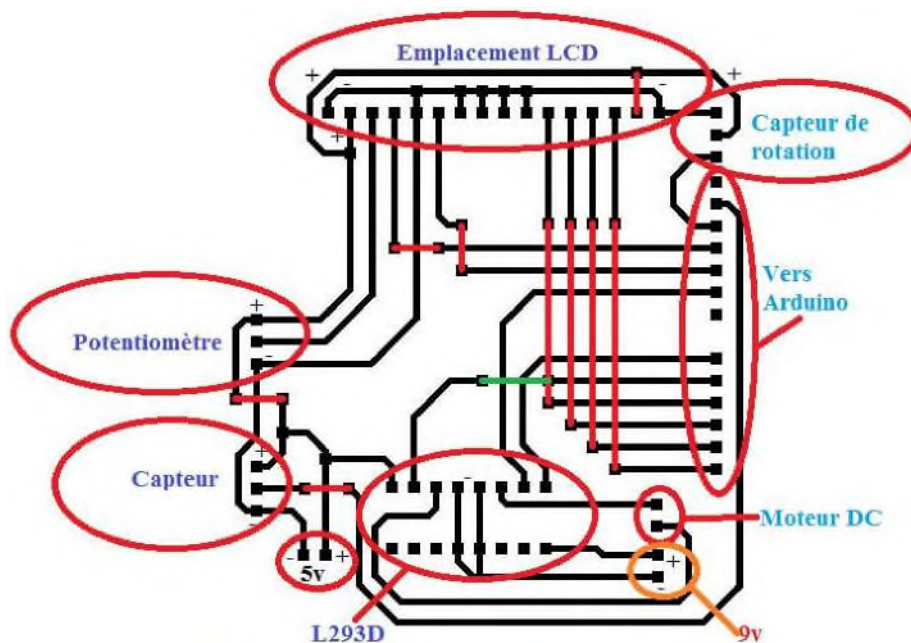 Emplacement LCD
+
-
-
+
+
Capteur de
rotation
+
Vers
Arduino
+
Potentiomètre
-
+
Capteur
-
-
Moteur DC
-
5v
+
+
-
L293D
9v